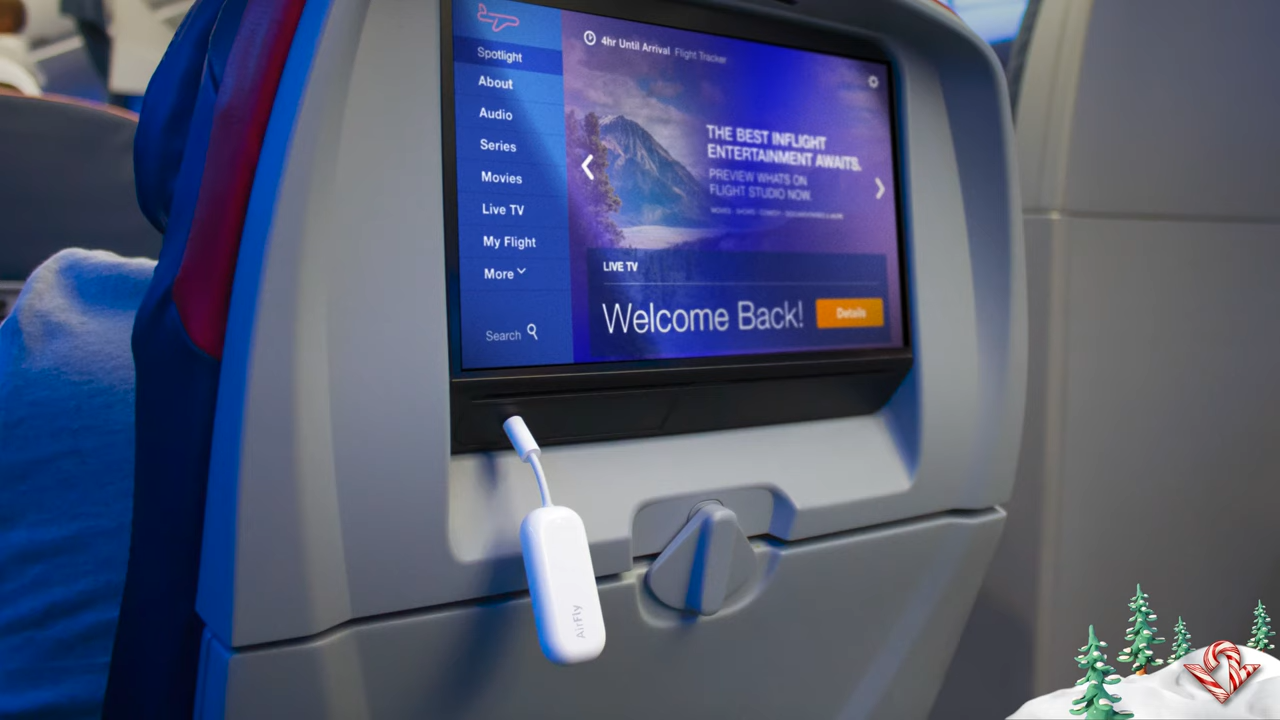 Spotlight
About
Audio
Series
Movies
Live TV
My Flight
More
Search
4hr Until Arrival Flight Tracker
THE BEST INFLIGHT
ENTERTAINMENT AWAITS.
PREVIEW WHATS ON
FLIGHT STUDIO NOW.
LIVE TV
Welcome Back!
Details
AirFly